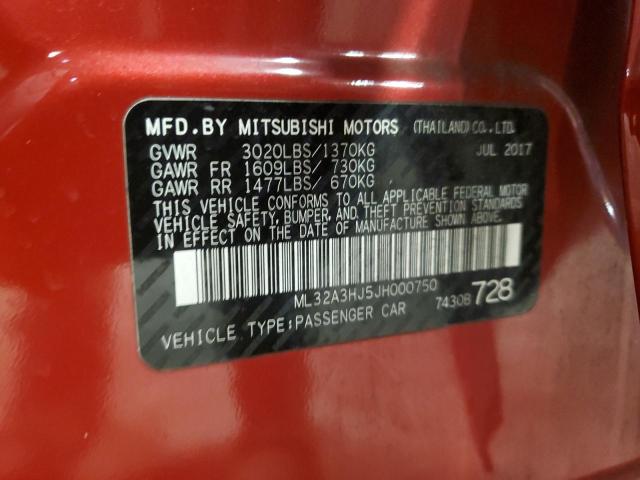 MFD.BY MITSUBISHI MOTORS (THAILAND) CO.,LTD.
GVWR 3020LBS/1370KG JUL 2017
GAWR FR 1609LBS/ 730KG
GAWR RR 1477LBS/ 670KG
THIS VEHICLE CONFORMS TO ALL APPLICABLE FEDERAL MOTOR
VEHICLE SAFETY, BUMPER, AND THEFT PREVENTION STANDARDS
IN EFFECT ON THE DATE OF MANUFACTURE SHOWN ABOVE.
ML32A3HJ5JH000750
VEHICLE TYPE:PASSENGER CAR 7430B 728